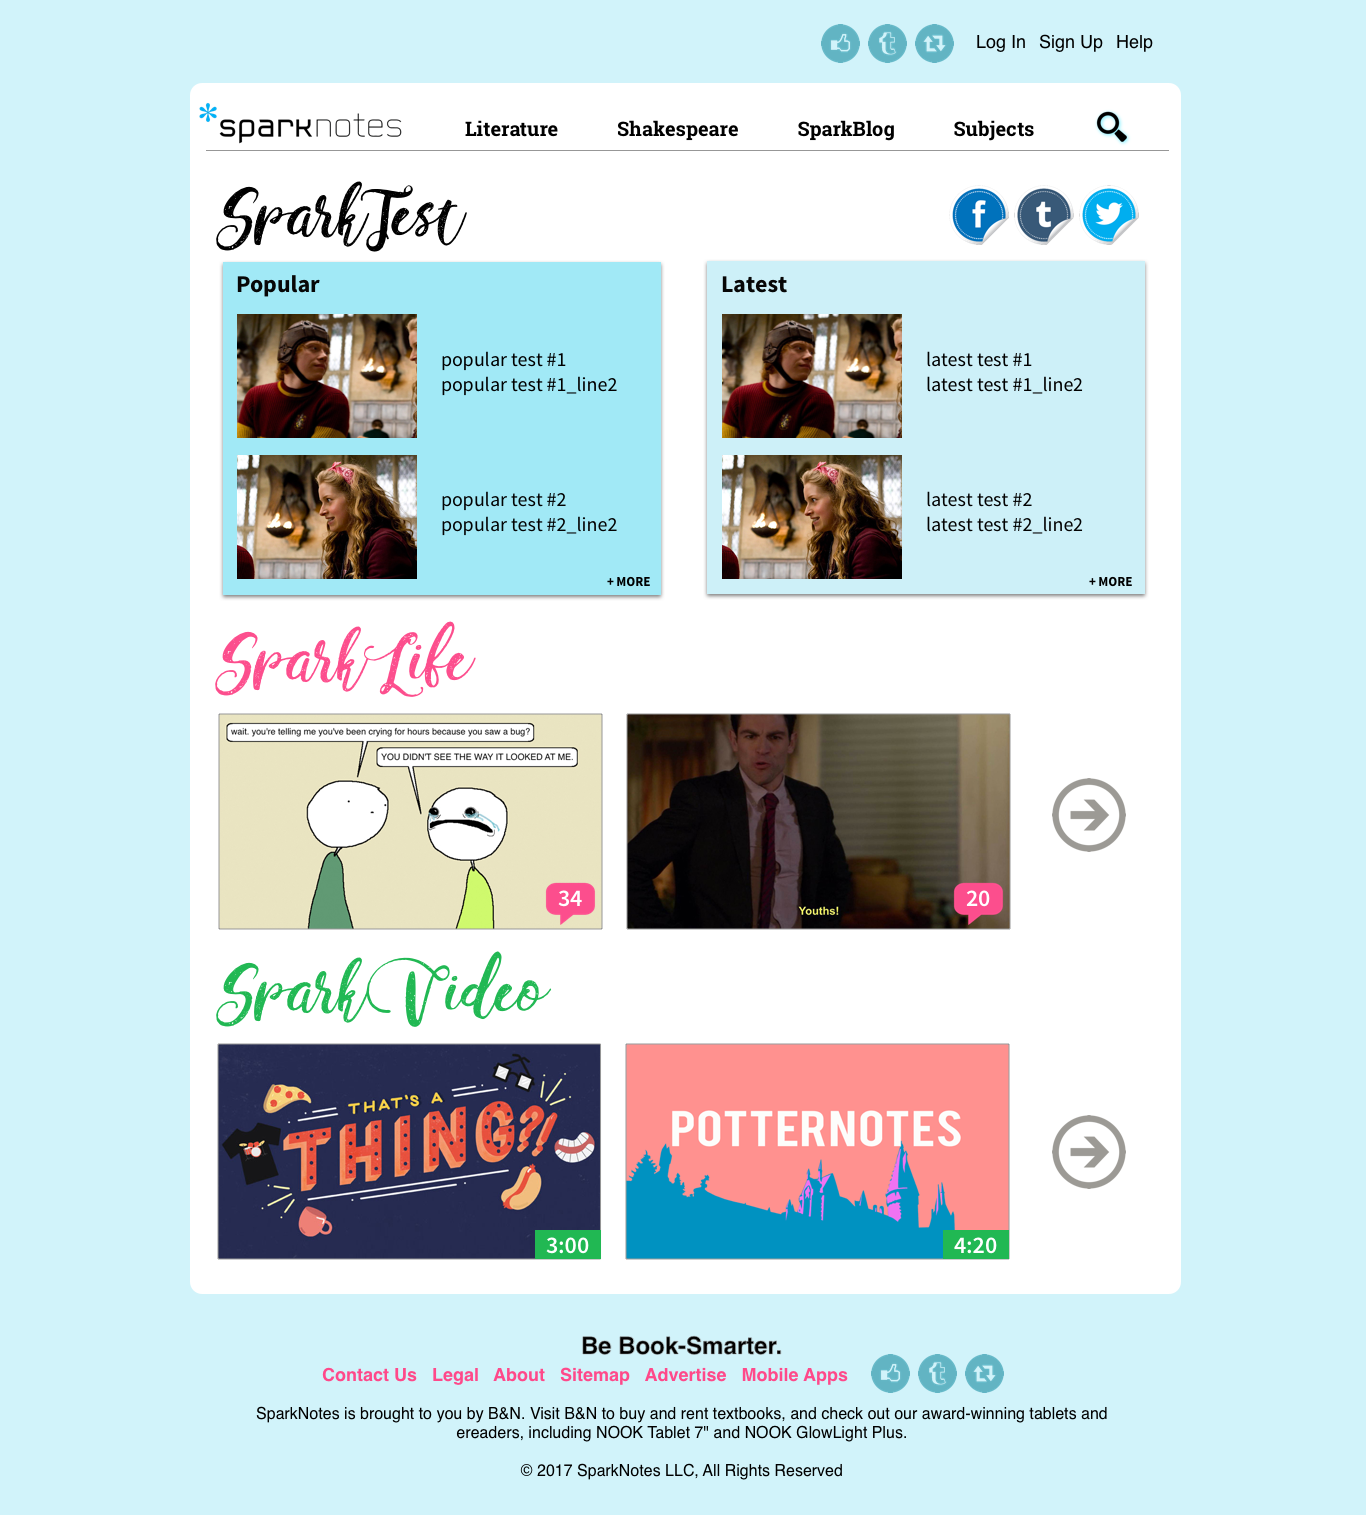 Log In Sign Up Help
*sparknotes
Literature Shakespeare SparkBlog Subjects
SparkTest
Popular
popular test #1
popular test #1_line2
popular test #2
popular test #2_line2
+ MORE
Latest
latest test #1
latest test #1_line2
latest test #2
latest test #2_line2
+ MORE
SparkLife
wait. you're telling me you've been crying for hours because you saw a bug?
YOU DIDN'T SEE THE WAY IT LOOKED AT ME.
34
Youths!
20
Spark Video
THAT'S A
THING?!
3:00
POTTERNOTES
4:20
Be Book-Smarter.
Contact Us Legal About Sitemap Advertise Mobile Apps
SparkNotes is brought to you by B&N. Visit B&N to buy and rent textbooks, and check out our award-winning tablets and
ereaders, including NOOK Tablet 7" and NOOK GlowLight Plus.
© 2017 SparkNotes LLC, All Rights Reserved